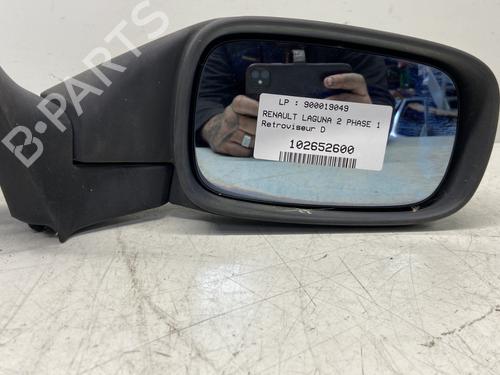 B-PARTS
LP : 900019049
RENAULT LAGUNA 2 PHASE 1
Retroviseur D
102652600